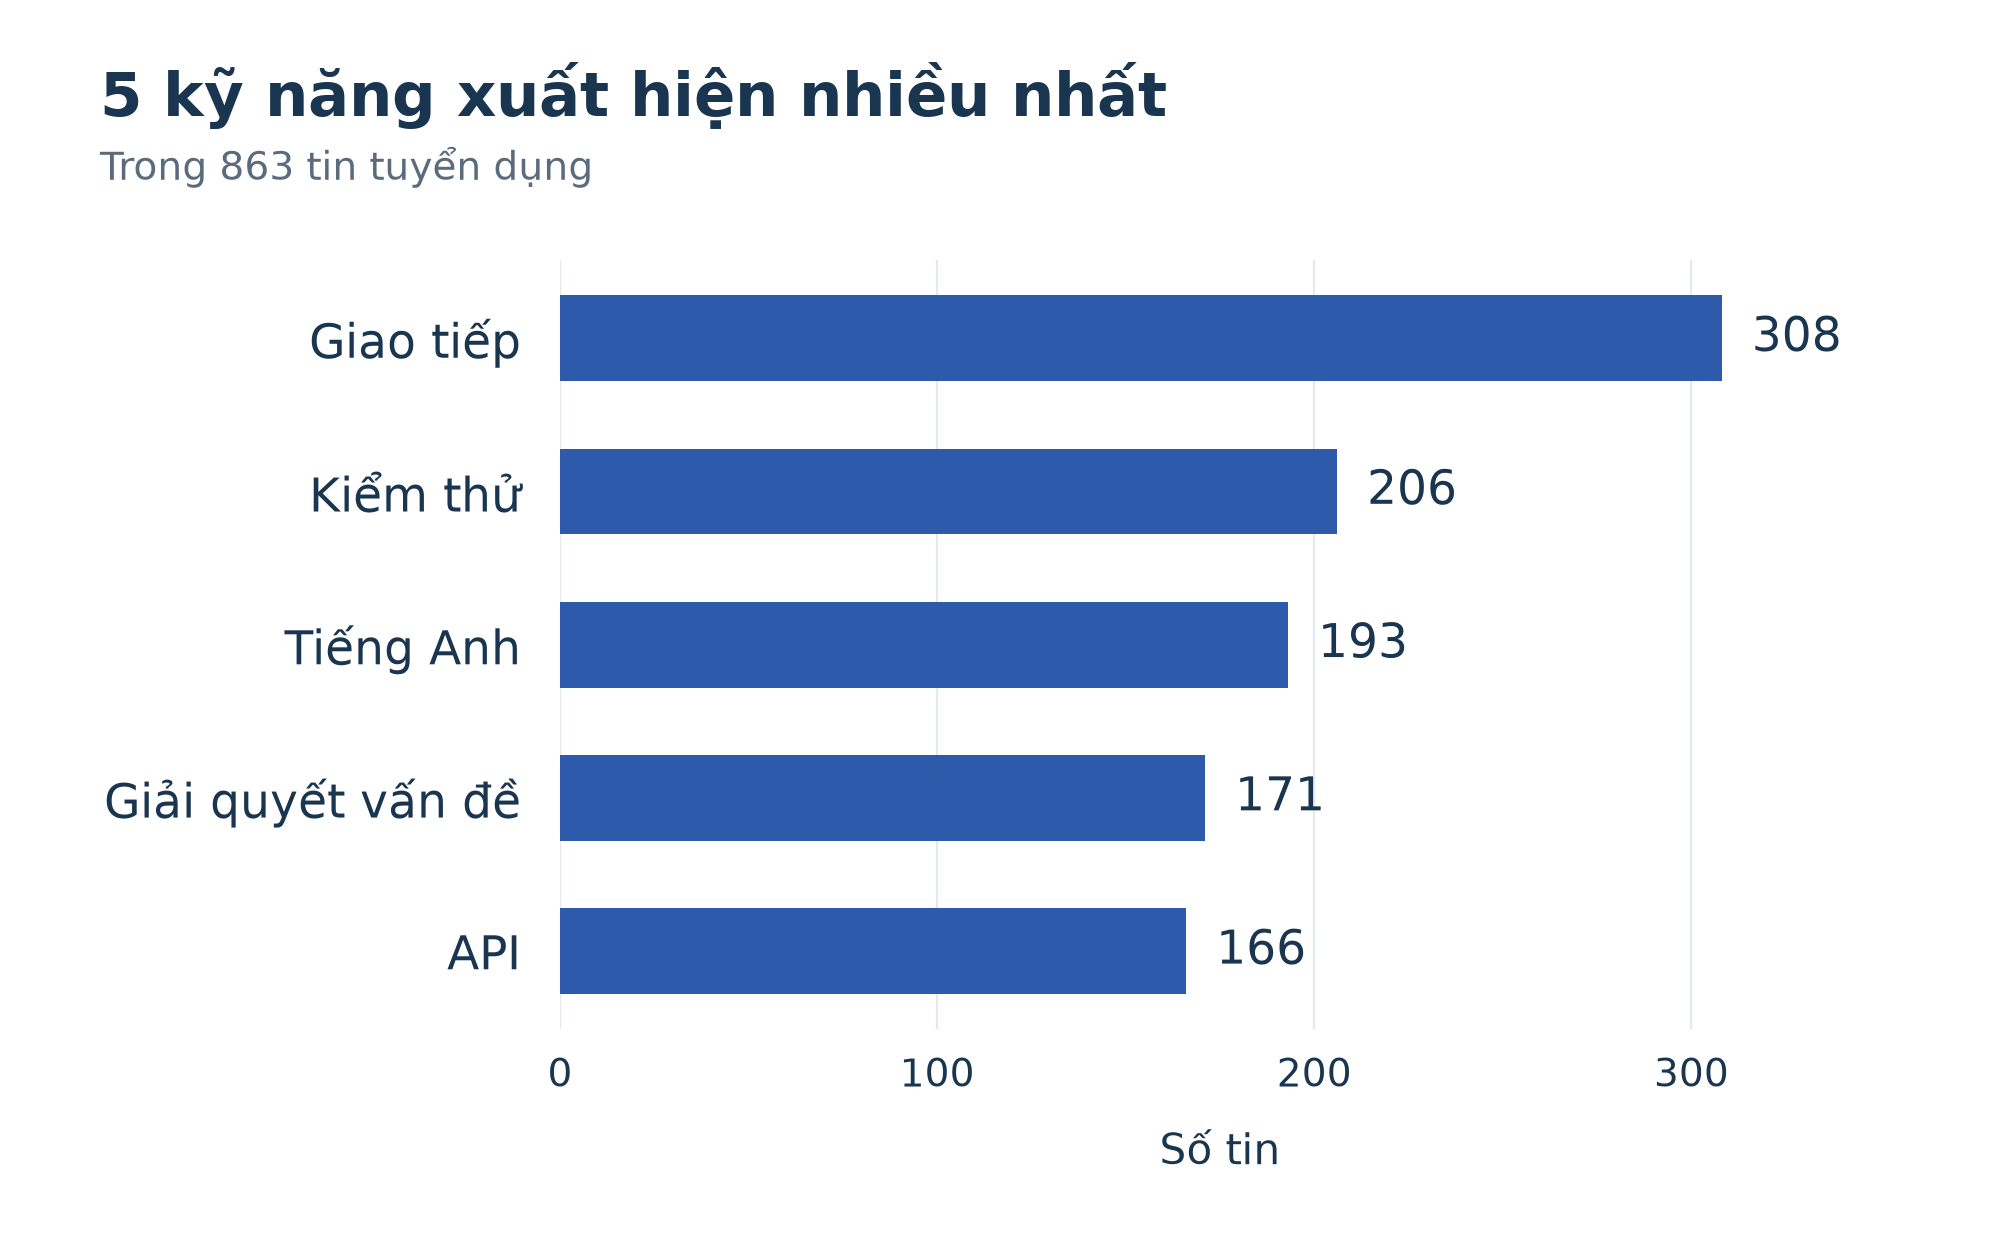 5 kỹ năng xuất hiện nhiều nhất
Trong 863 tin tuyển dụng
Giao tiếp 308
Kiểm thử 206
Tiếng Anh 193
Giải quyết vấn đề 171
API 166
0 100 200 300
Số tin